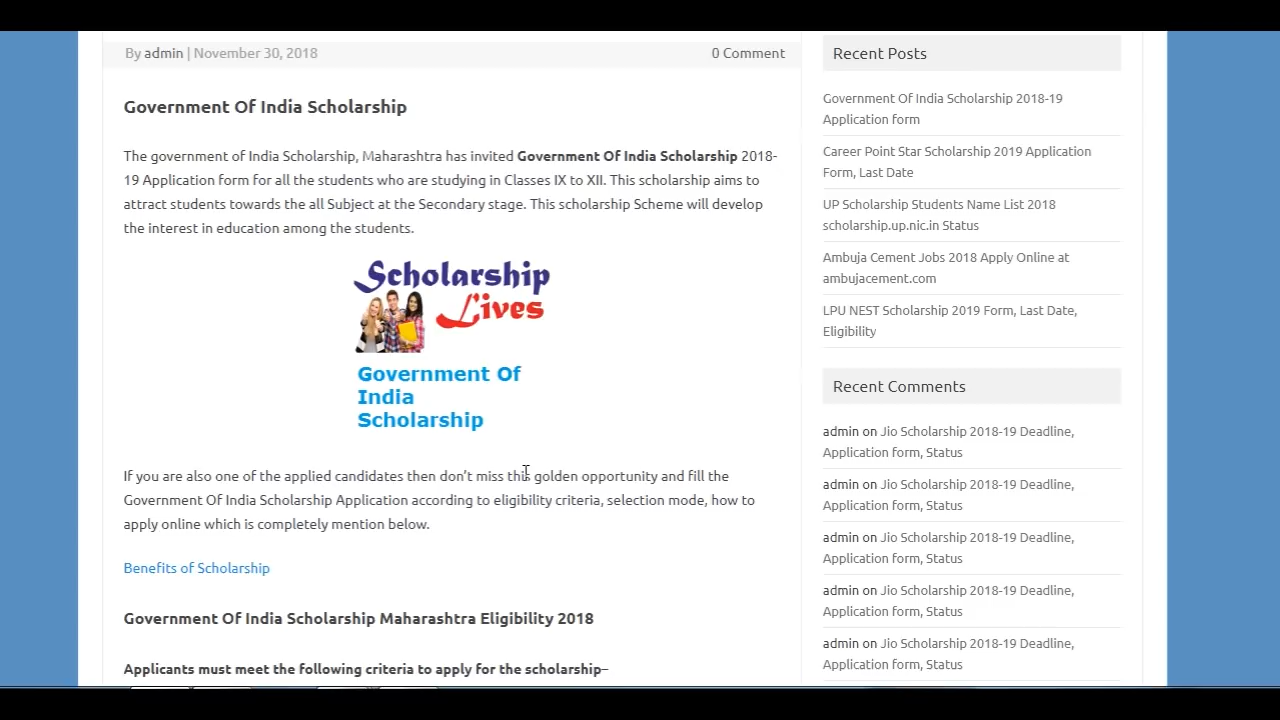 By admin | November 30, 2018
0 Comment
Government Of India Scholarship
The government of India Scholarship, Maharashtra has invited Government Of India Scholarship 2018-
19 Application form for all the students who are studying in Classes IX to XII. This scholarship aims to
attract students towards the all Subject at the Secondary stage. This scholarship Scheme will develop
the interest in education among the students.
Scholarship
Lives
Government Of
India
Scholarship
If you are also one of the applied candidates then don't miss this golden opportunity and fill the
Government Of India Scholarship Application according to eligibility criteria, selection mode, how to
apply online which is completely mention below.
Benefits of Scholarship
Government Of India Scholarship Maharashtra Eligibility 2018
Applicants must meet the following criteria to apply for the scholarship–
Recent Posts
Government Of India Scholarship 2018-19
Application form
Career Point Star Scholarship 2019 Application
Form, Last Date
UP Scholarship Students Name List 2018
scholarship.up.nic.in Status
Ambuja Cement Jobs 2018 Apply Online at
ambujacement.com
LPU NEST Scholarship 2019 Form, Last Date,
Eligibility
Recent Comments
admin on Jio Scholarship 2018-19 Deadline,
Application form, Status
admin on Jio Scholarship 2018-19 Deadline,
Application form, Status
admin on Jio Scholarship 2018-19 Deadline,
Application form, Status
admin on Jio Scholarship 2018-19 Deadline,
Application form, Status
admin on Jio Scholarship 2018-19 Deadline,
Application form, Status